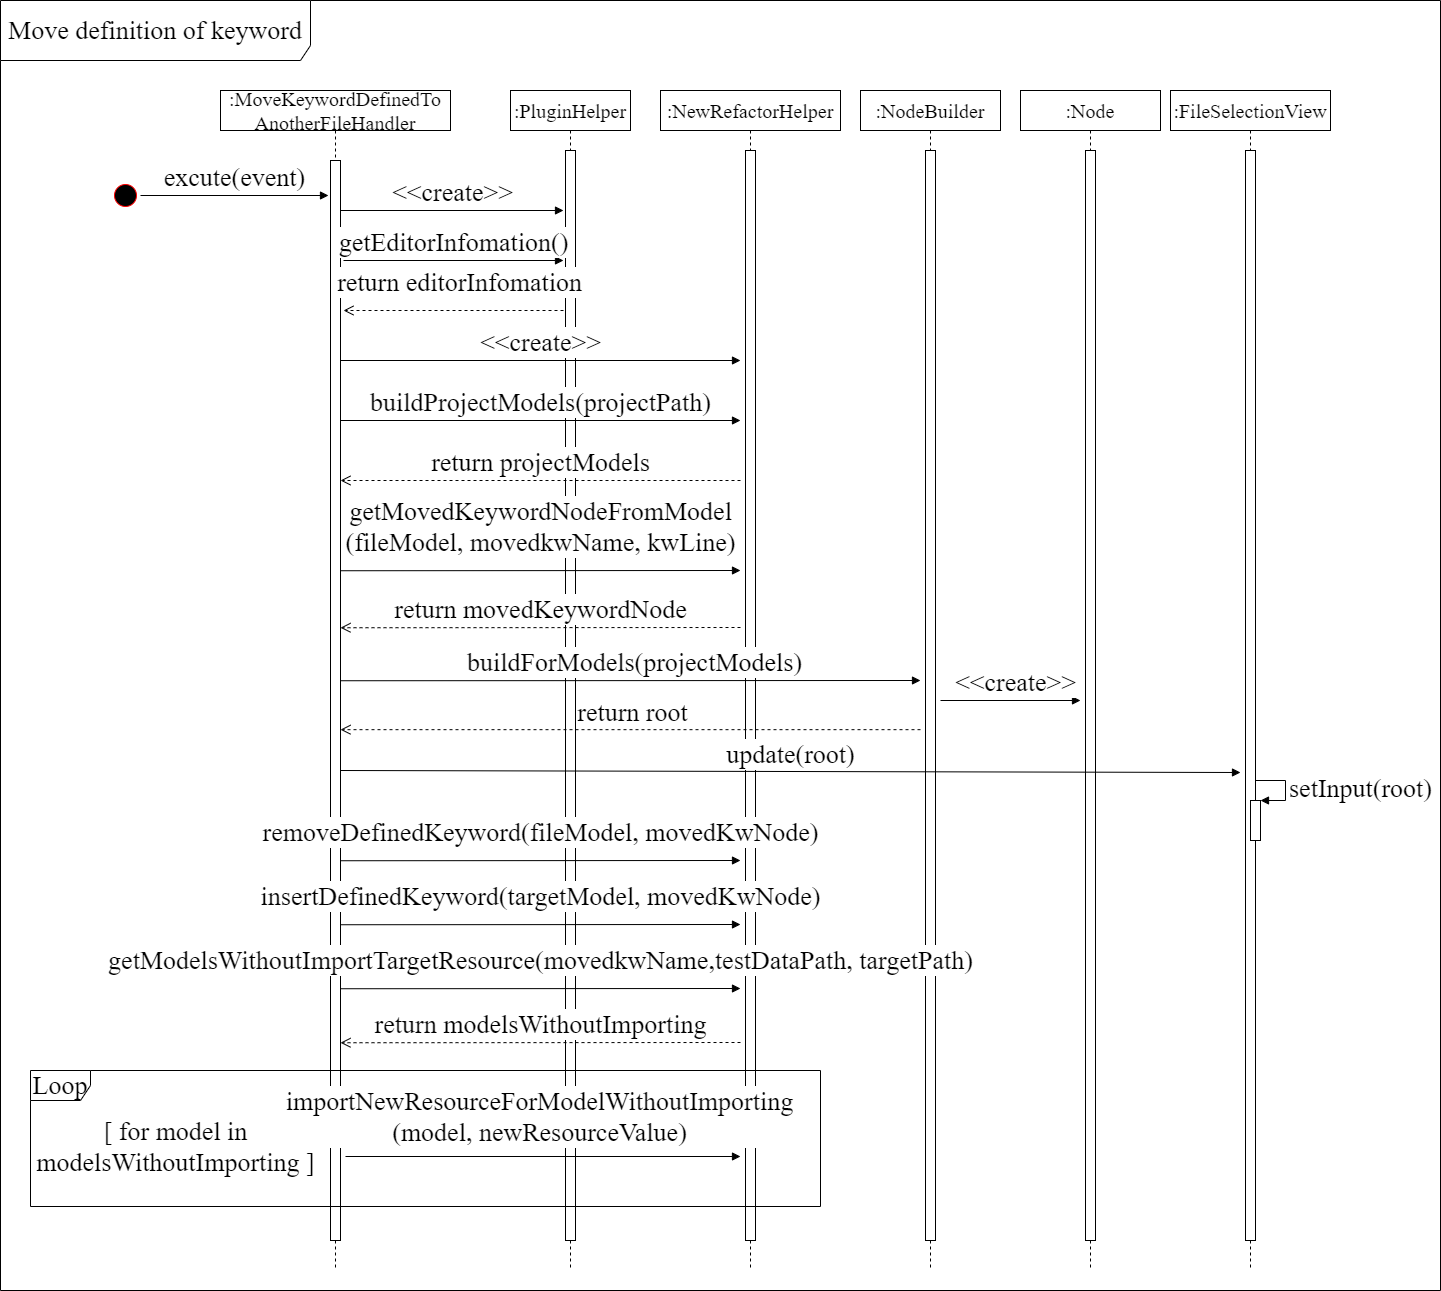 Move definition of keyword
:MoveKeywordDefinedTo
AnotherFileHandler
:PluginHelper
:NewRefactorHelper
:NodeBuilder
:Node
:FileSelectionView
excute(event)
<<create>>
getEditorInfomation()
return editorInfomation
<<create>>
buildProjectModels(projectPath)
return projectModels
getMovedKeywordNodeFromModel
(fileModel, movedkwName, kwLine)
return movedKeywordNode
buildForModels(projectModels)
<<create>>
return root
update(root)
setInput(root)
removeDefinedKeyword(fileModel, movedKwNode)
insertDefinedKeyword(targetModel, movedKwNode)
getModelsWithoutImportTargetResource(movedkwName,testDataPath, targetPath)
return modelsWithoutImporting
Loop
importNewResourceForModelWithoutImporting
(model, newResourceValue)
[ for model in
modelsWithoutImporting ]